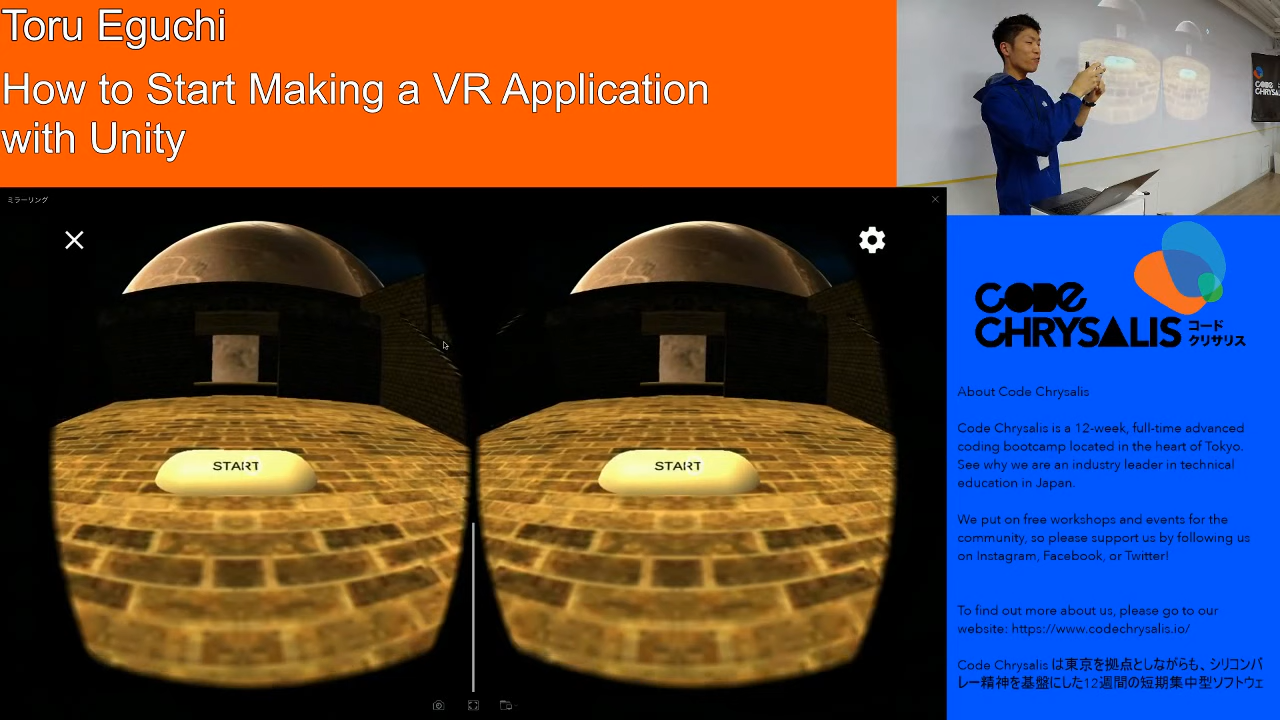 Toru Eguchi
How to Start Making a VR Application
with Unity
CODE
CHRYSALIS
ミラーリング
START
START
CODE
CHRYSALIS
コード
クリサリス
About Code Chrysalis
Code Chrysalis is a 12-week, full-time advanced
coding bootcamp located in the heart of Tokyo.
See why we are an industry leader in technical
education in Japan.
We put on free workshops and events for the
community, so please support us by following us
on Instagram, Facebook, or Twitter!
To find out more about us, please go to our
website: https://www.codechrysalis.io/
Code Chrysalis は東京を拠点としながらも、シリコンバ
レー精神を基盤にした12週間の短期集中型ソフトウェ